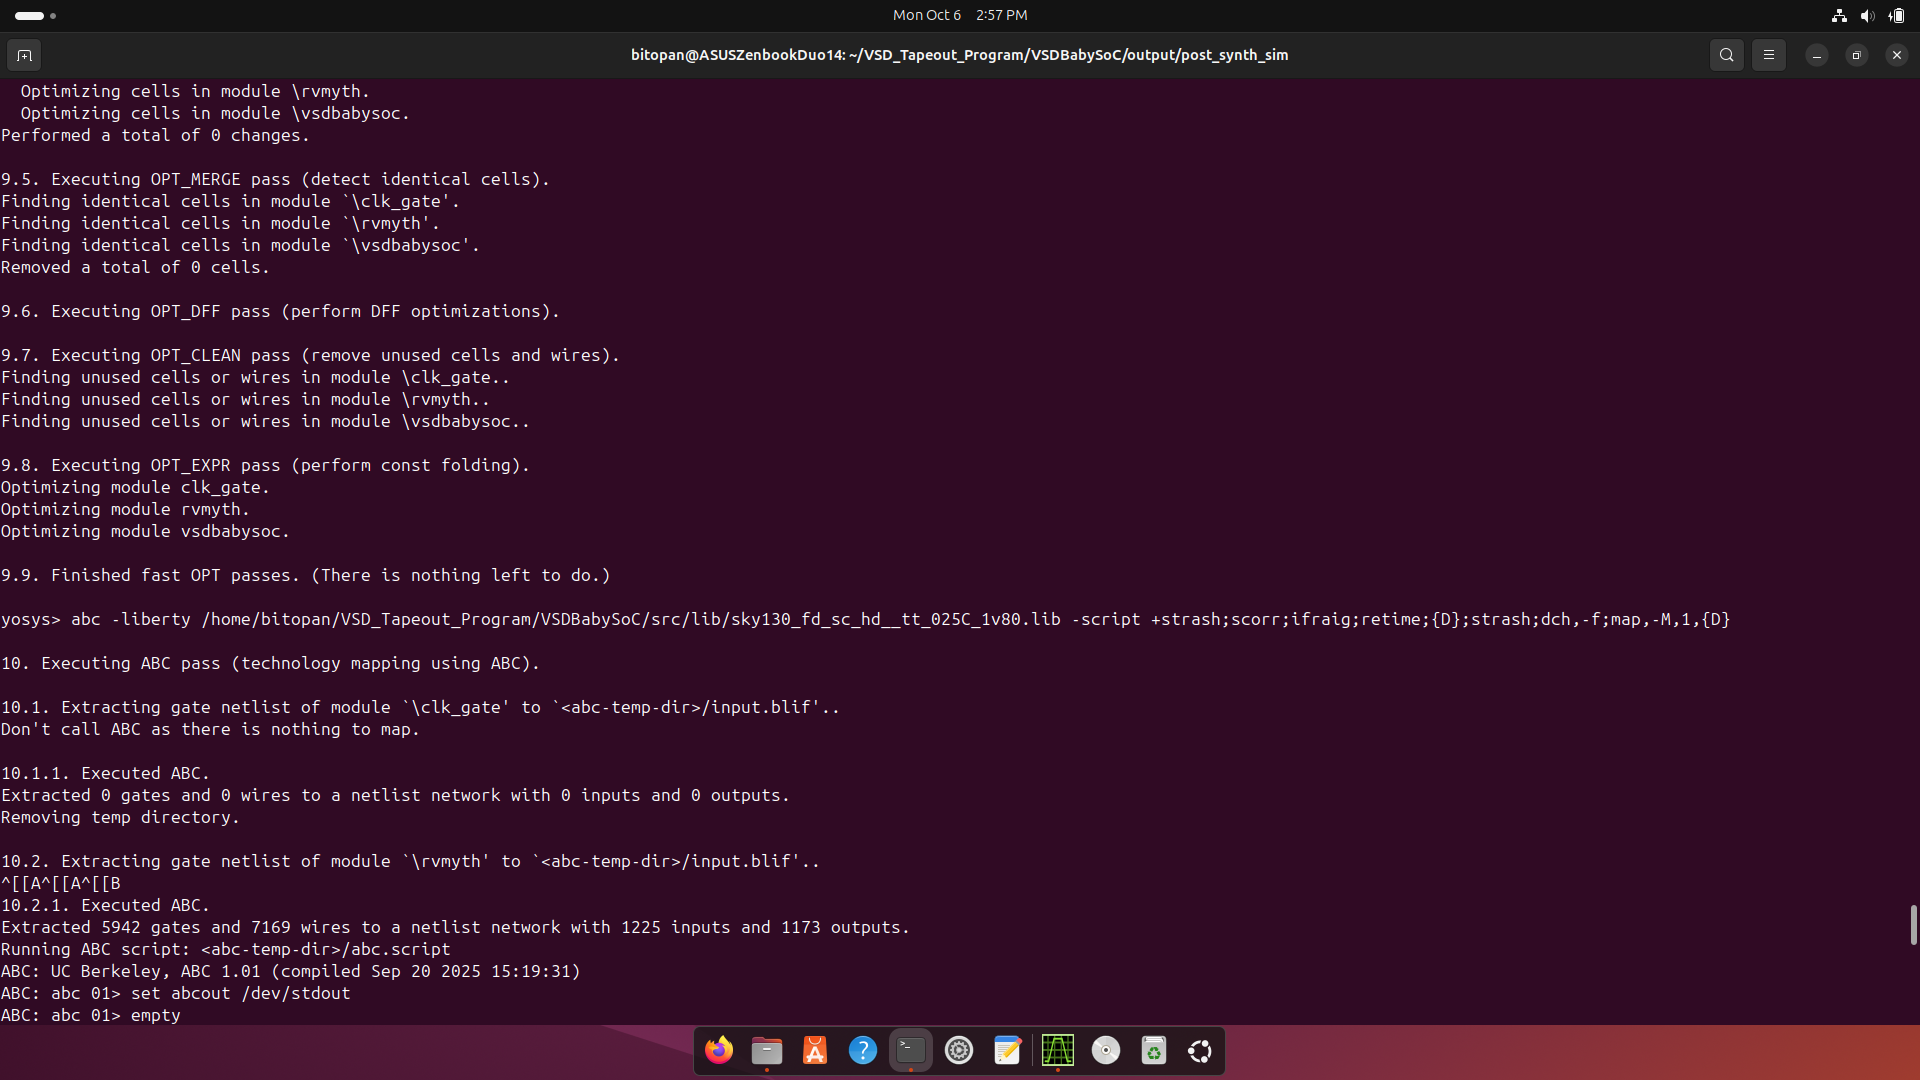 Mon Oct 6 2:57 PM
bitopan@ASUSZenbookDuo14: ~/VSD_Tapeout_Program/VSDBabySoC/output/post_synth_sim
Optimizing cells in module \rvmyth.
Optimizing cells in module \vsdbabysoc.
Performed a total of 0 changes.
9.5. Executing OPT_MERGE pass (detect identical cells).
Finding identical cells in module `\clk_gate'.
Finding identical cells in module `\rvmyth'.
Finding identical cells in module `\vsdbabysoc'.
Removed a total of 0 cells.
9.6. Executing OPT_DFF pass (perform DFF optimizations).
9.7. Executing OPT_CLEAN pass (remove unused cells and wires).
Finding unused cells or wires in module \clk_gate..
Finding unused cells or wires in module \rvmyth..
Finding unused cells or wires in module \vsdbabysoc..
9.8. Executing OPT_EXPR pass (perform const folding).
Optimizing module clk_gate.
Optimizing module rvmyth.
Optimizing module vsdbabysoc.
9.9. Finished fast OPT passes. (There is nothing left to do.)
yosys> abc -liberty /home/bitopan/VSD_Tapeout_Program/VSDBabySoC/src/lib/sky130_fd_sc_hd__tt_025C_1v80.lib -script +strash;scorr;ifraig;retime;{D};strash;dch,-f;map,-M,1,{D}
10. Executing ABC pass (technology mapping using ABC).
10.1. Extracting gate netlist of module `\clk_gate' to `<abc-temp-dir>/input.blif'..
Don't call ABC as there is nothing to map.
10.1.1. Executed ABC.
Extracted 0 gates and 0 wires to a netlist network with 0 inputs and 0 outputs.
Removing temp directory.
10.2. Extracting gate netlist of module `\rvmyth' to `<abc-temp-dir>/input.blif'..
^[[A^[[A^[[B
10.2.1. Executed ABC.
Extracted 5942 gates and 7169 wires to a netlist network with 1225 inputs and 1173 outputs.
Running ABC script: <abc-temp-dir>/abc.script
ABC: UC Berkeley, ABC 1.01 (compiled Sep 20 2025 15:19:31)
ABC: abc 01> set abcout /dev/stdout
ABC: abc 01> empty